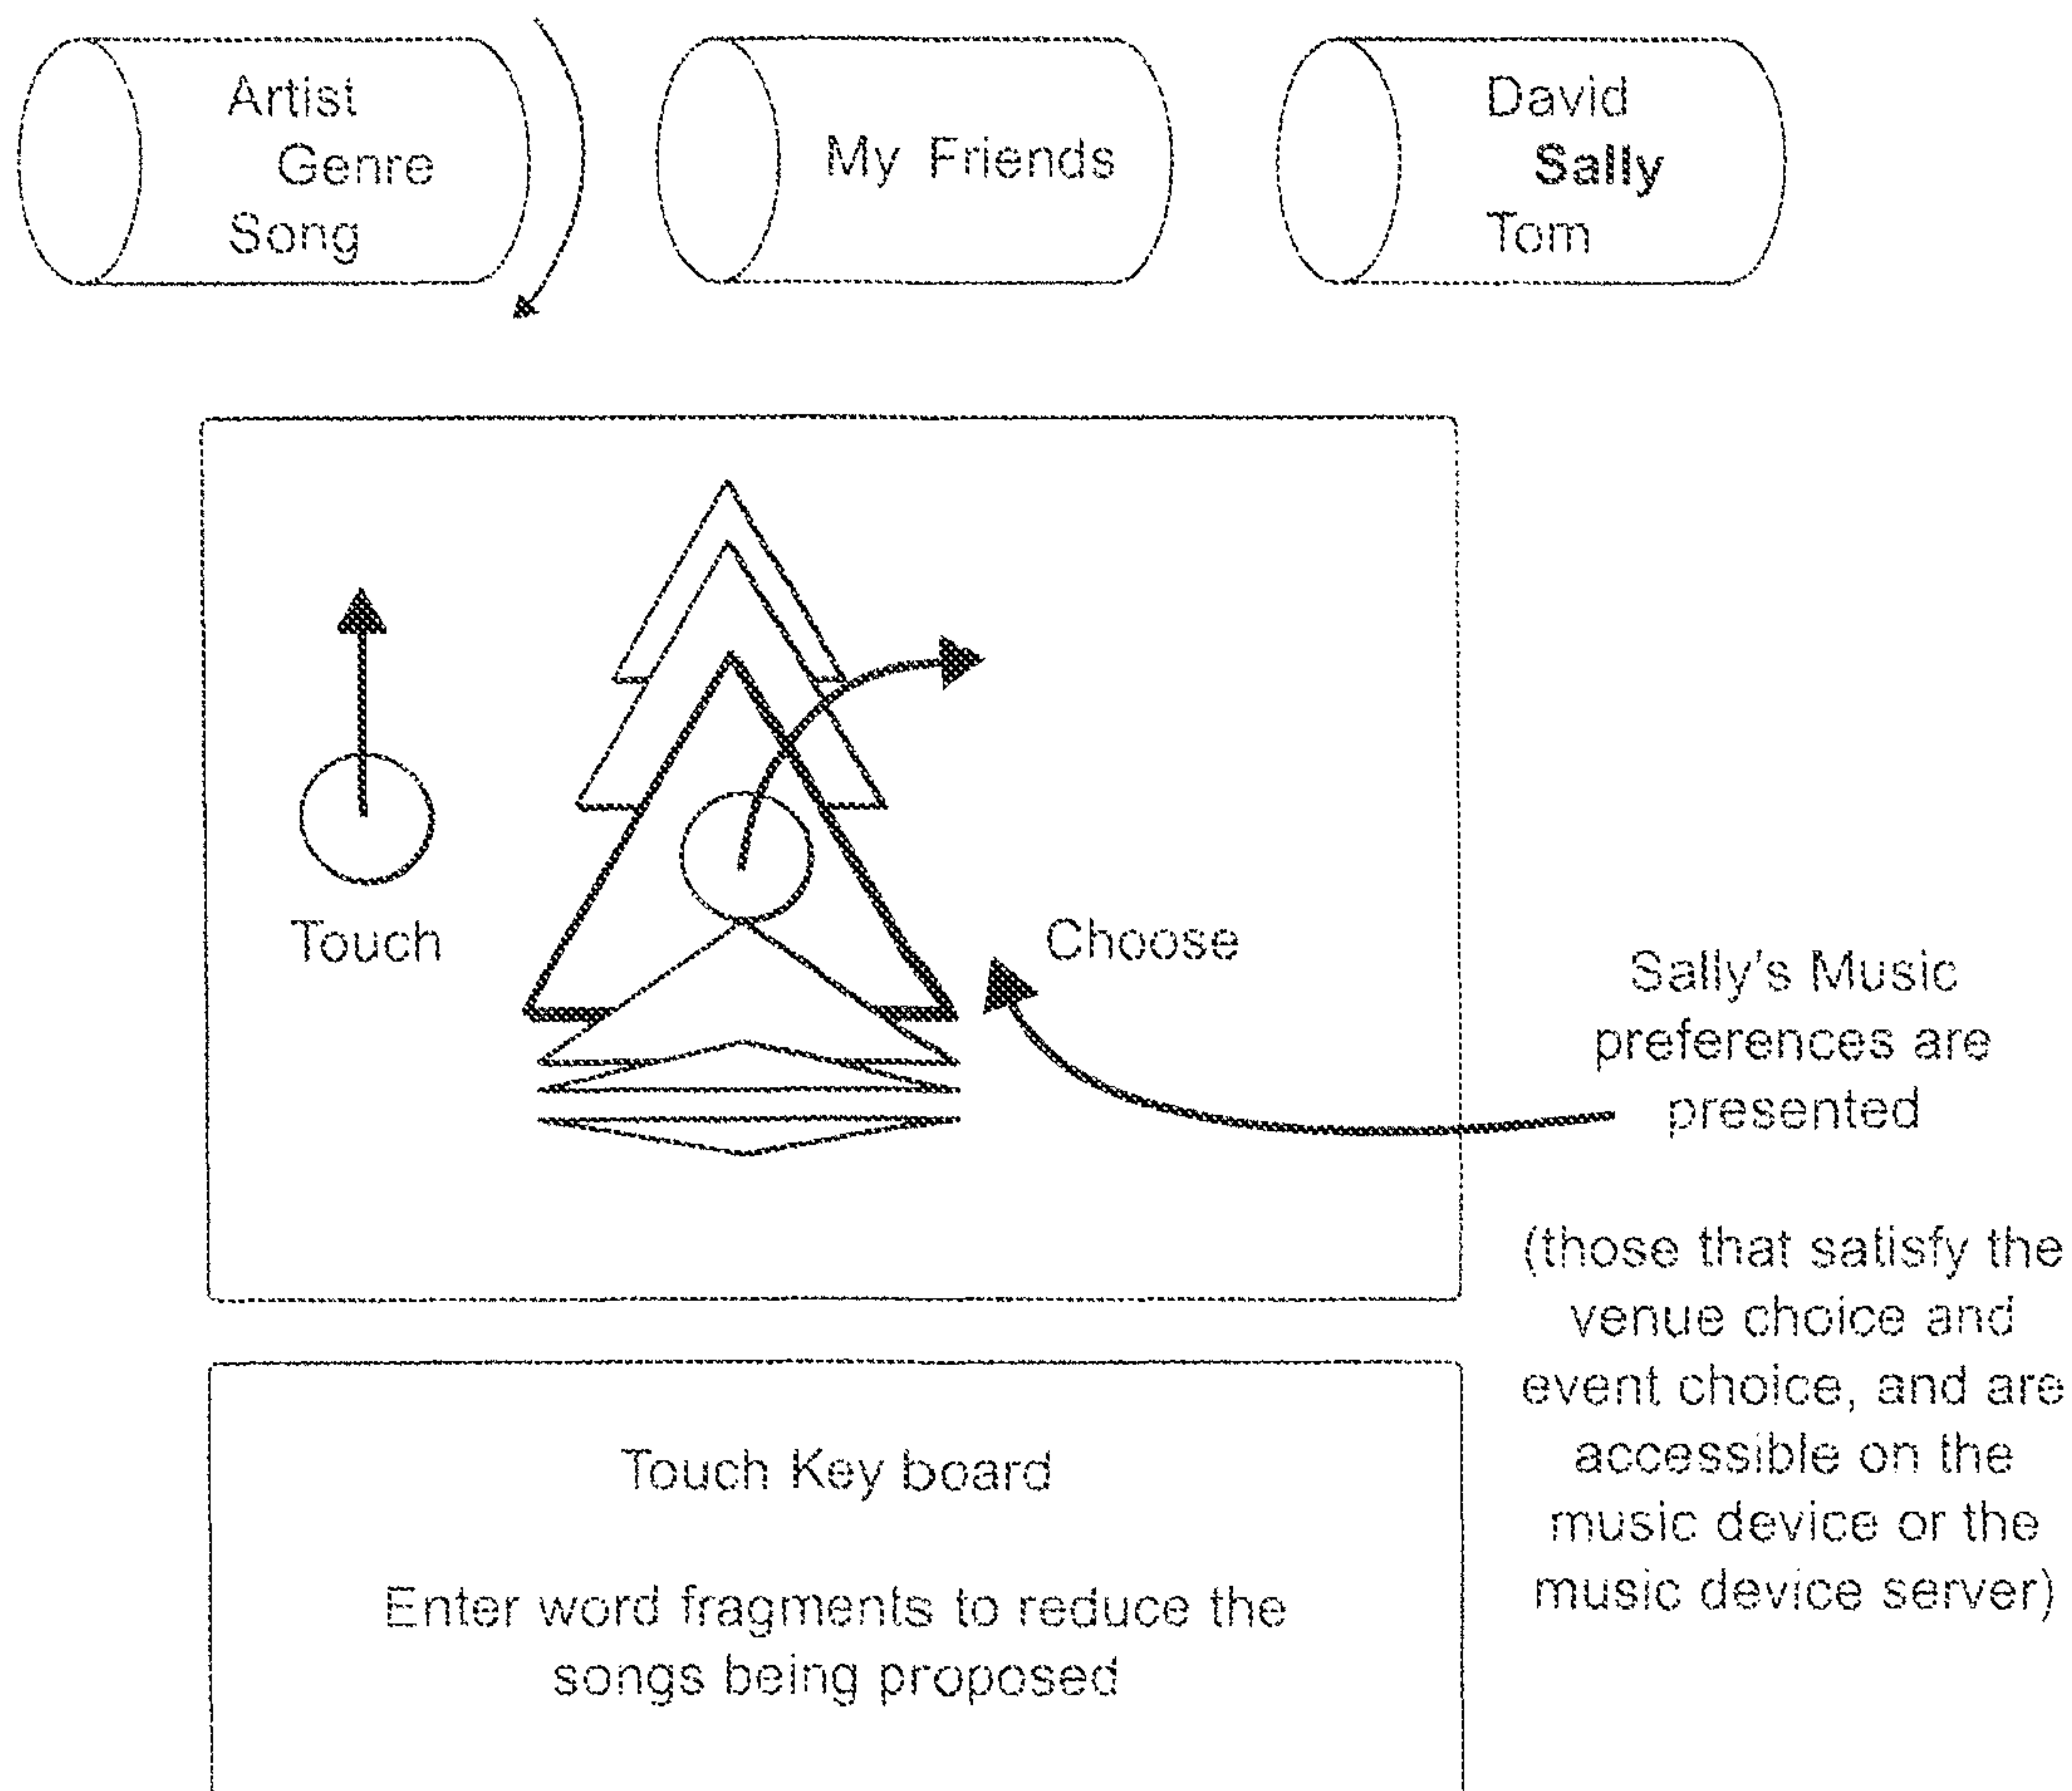 Artist
Genre
Song
My Friends
David
Sally
Tom
Touch
Choose
Sally's Music
preferences are
presented
(those that satisfy the
venue choice and
event choice, and are
accessible on the
music device or the
music device server)
Touch Key board
Enter word fragments to reduce the
songs being proposed